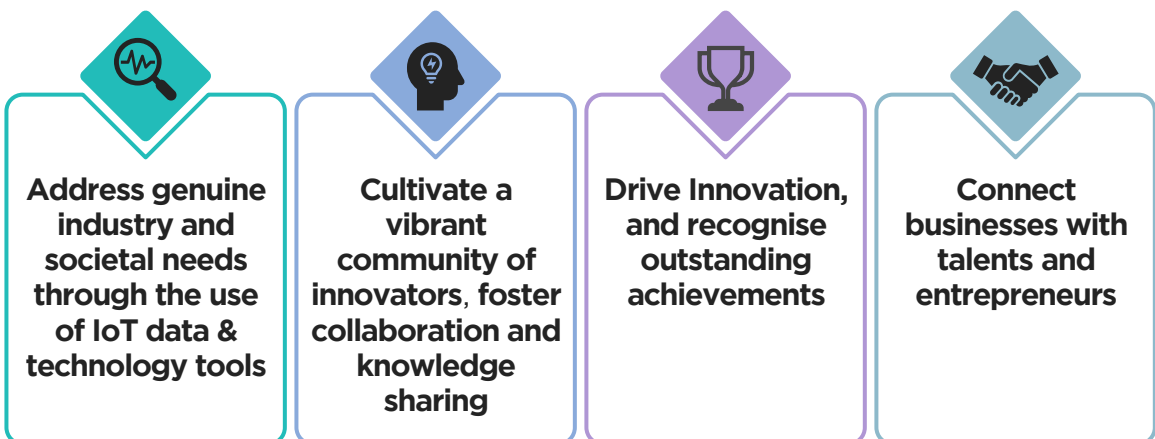 Address genuine
industry and
societal needs
through the use
of IoT data &
technology tools
Cultivate a
vibrant
community of
innovators, foster
collaboration and
knowledge
sharing
Drive Innovation,
and recognise
outstanding
achievements
Connect
businesses with
talents and
entrepreneurs